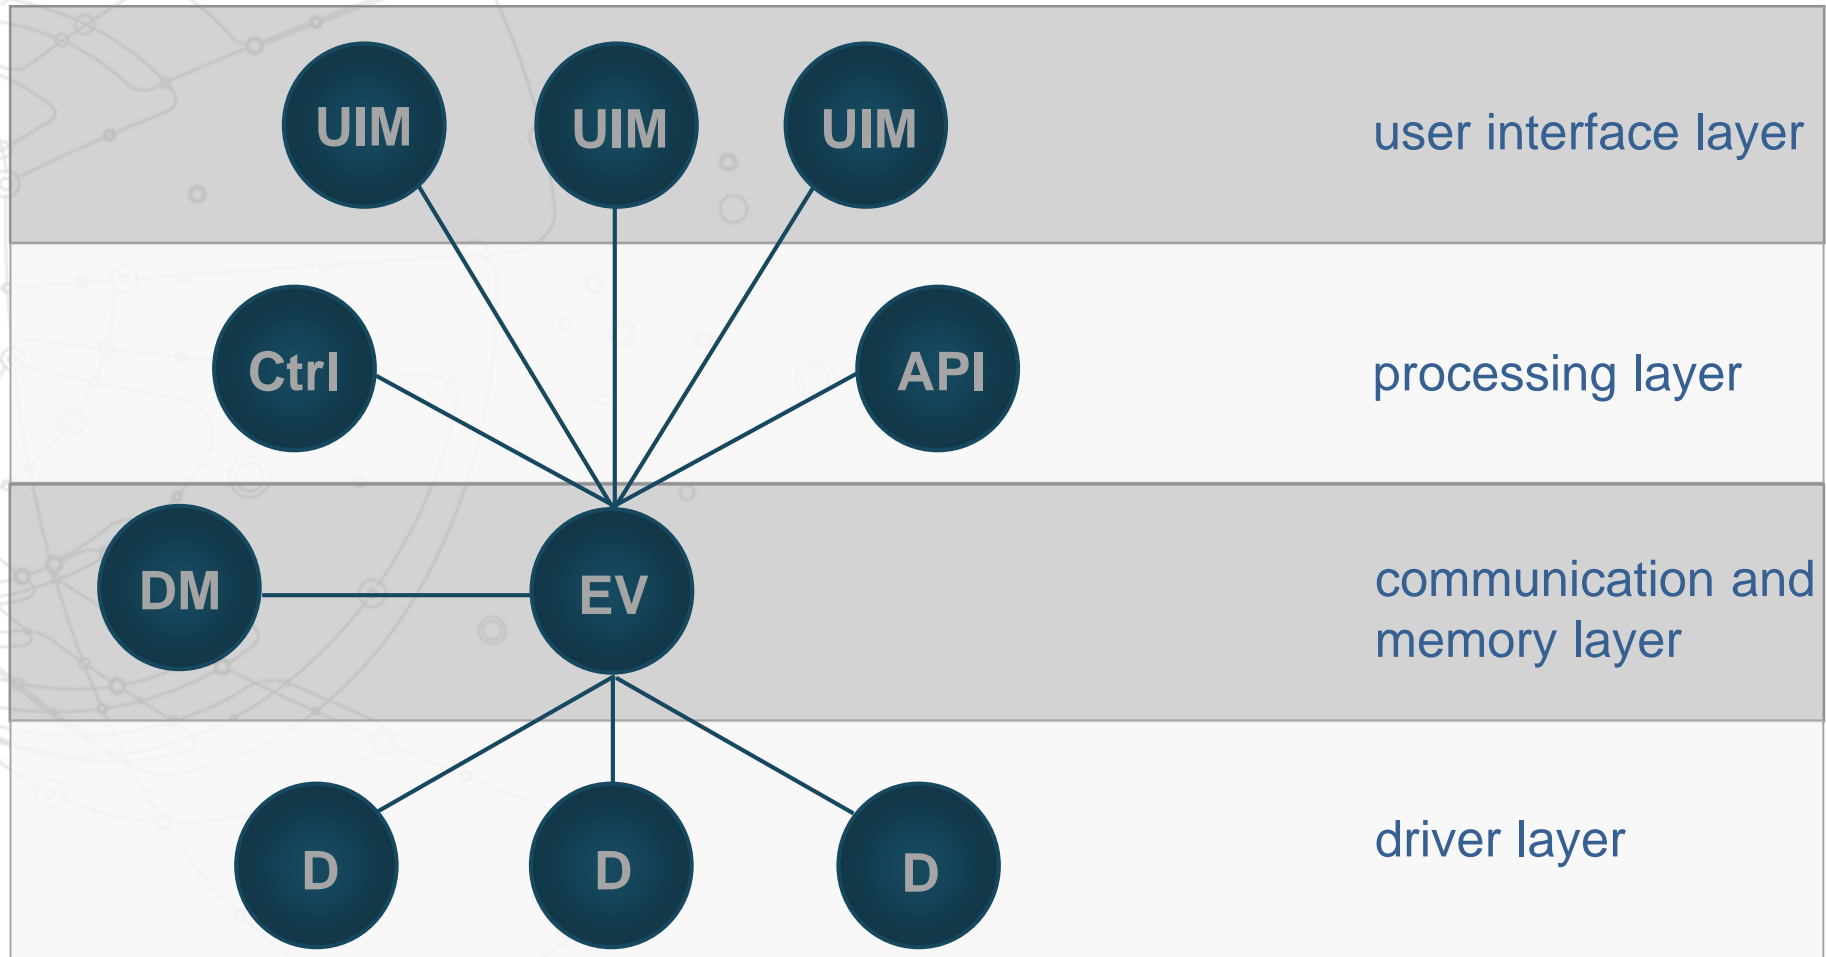 UIM
UIM
UIM
user interface layer
Ctrl
API
processing layer
DM
EV
communication and
memory layer
D
D
D
driver layer